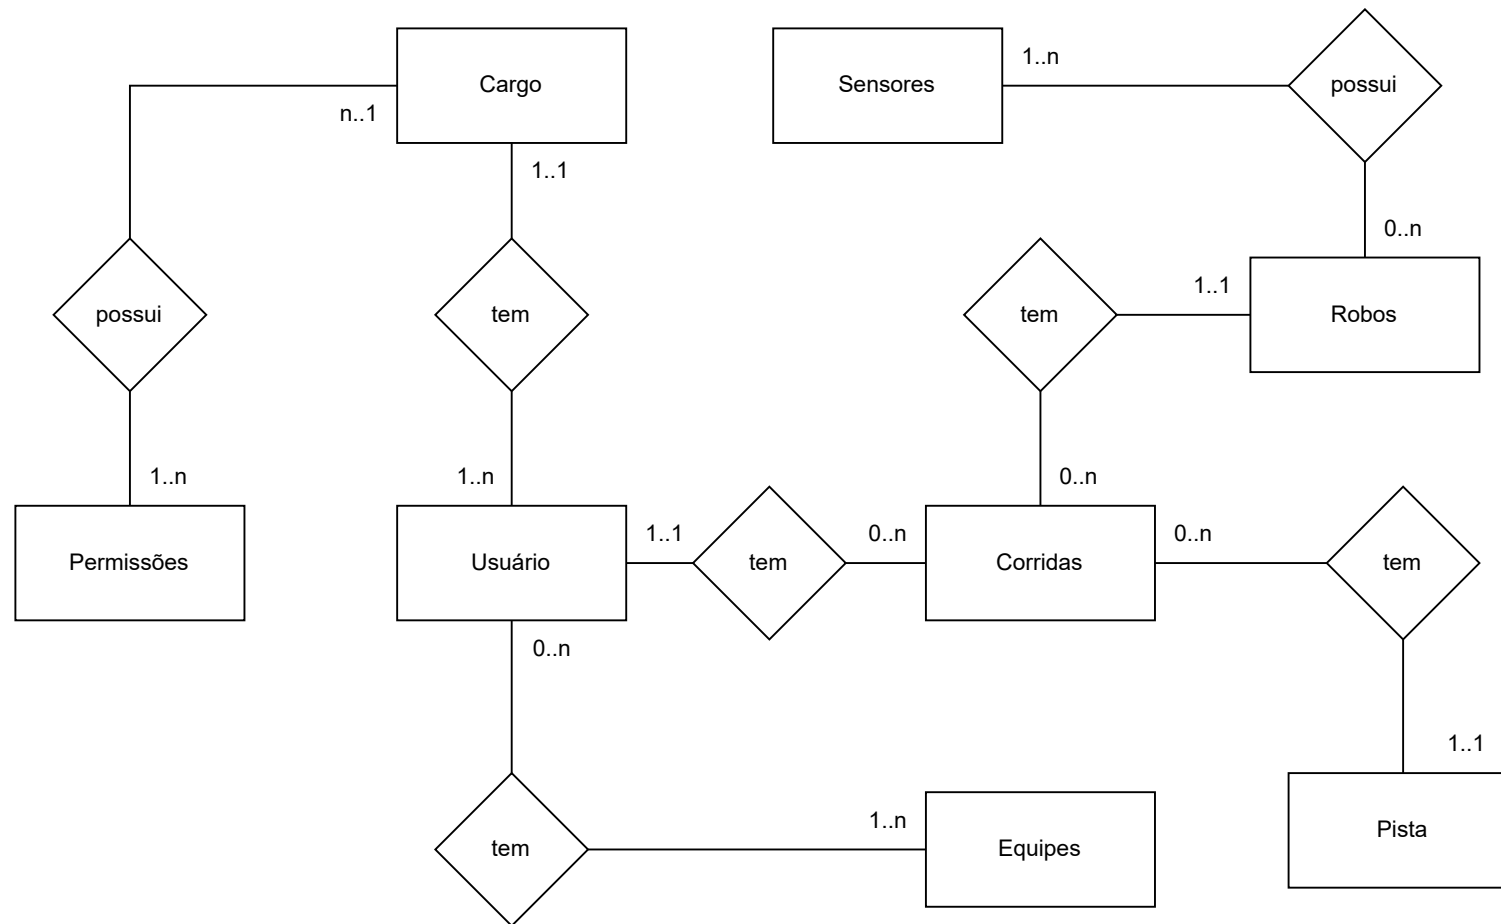 Cargo
Sensores
1..n
possui
n..1
1..1
0..n
possui
tem
tem
1..1
Robos
1..n
1..n
0..n
Permissões
Usuário
1..1
tem
0..n
Corridas
0..n
tem
0..n
1..1
tem
1..n
Equipes
Pista